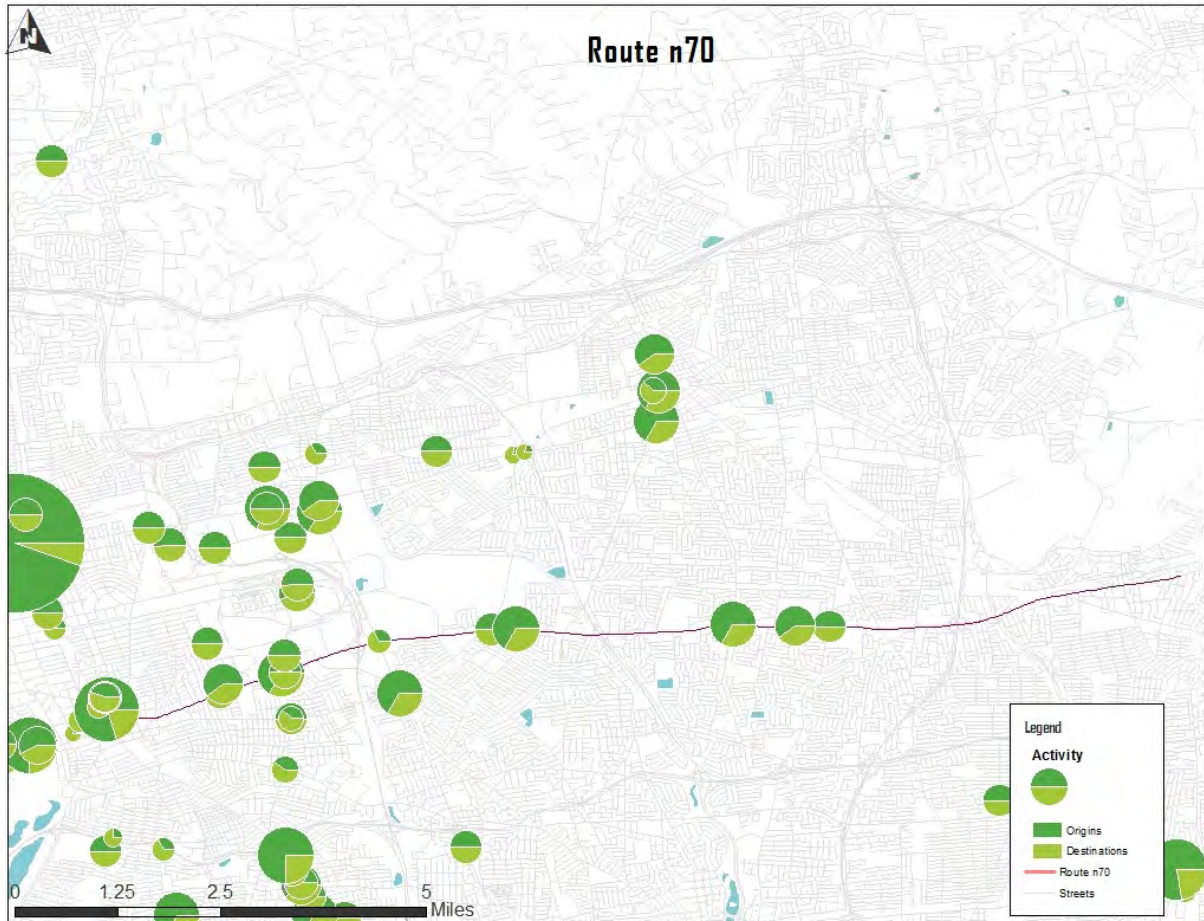 N
Route n70
Legend
Activity
Origins
Destinations
Route n70
Streets
0 1.25 2.5 5
Miles